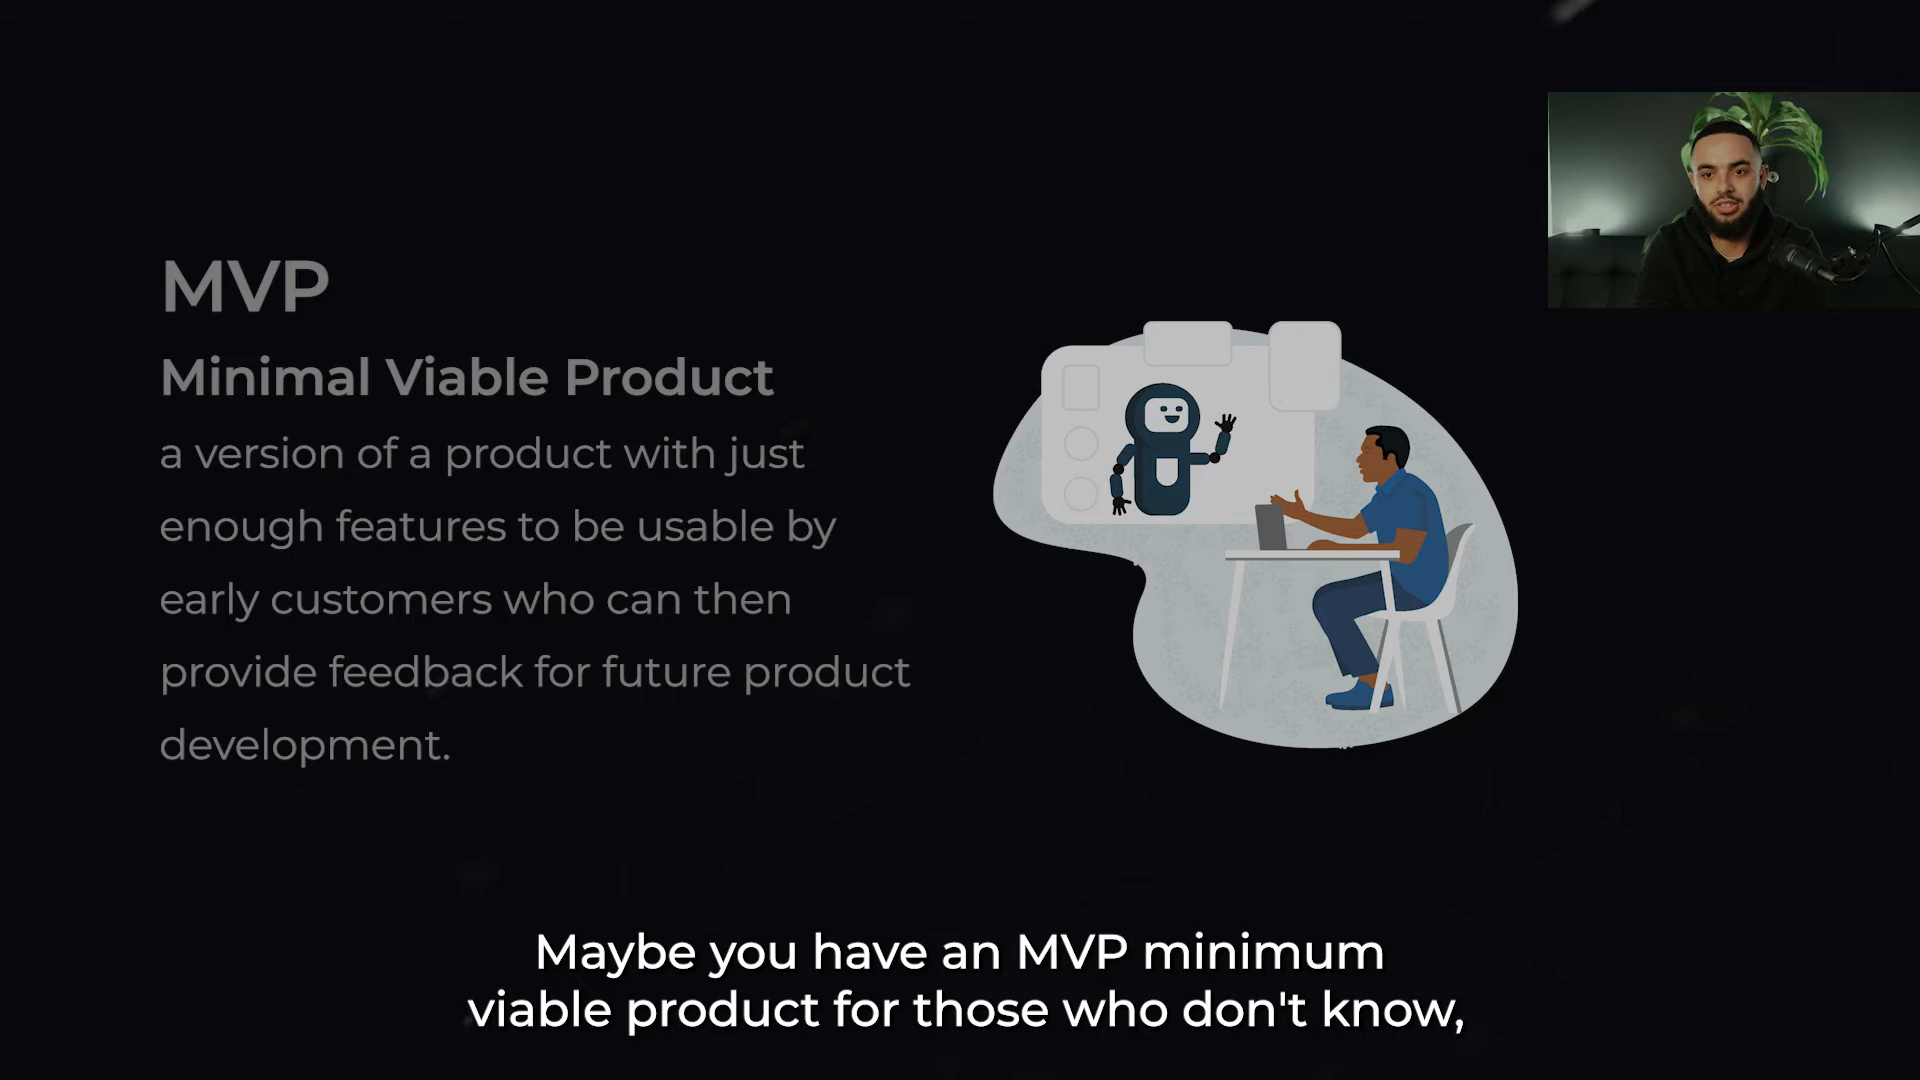 MVP
Minimal Viable Product
a version of a product with just
enough features to be usable by
early customers who can then
provide feedback for future product
development.
Maybe you have an MVP minimum
viable product for those who don't know,